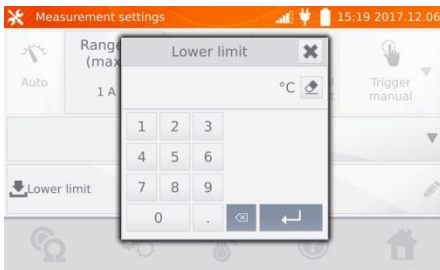 Measurement settings
15:19 2017.12.06
Auto
Range
(max
1 A
Lower limit
°C
Trigger
manual
1 2 3
4 5 6
7 8 9
0 .
Lower limit